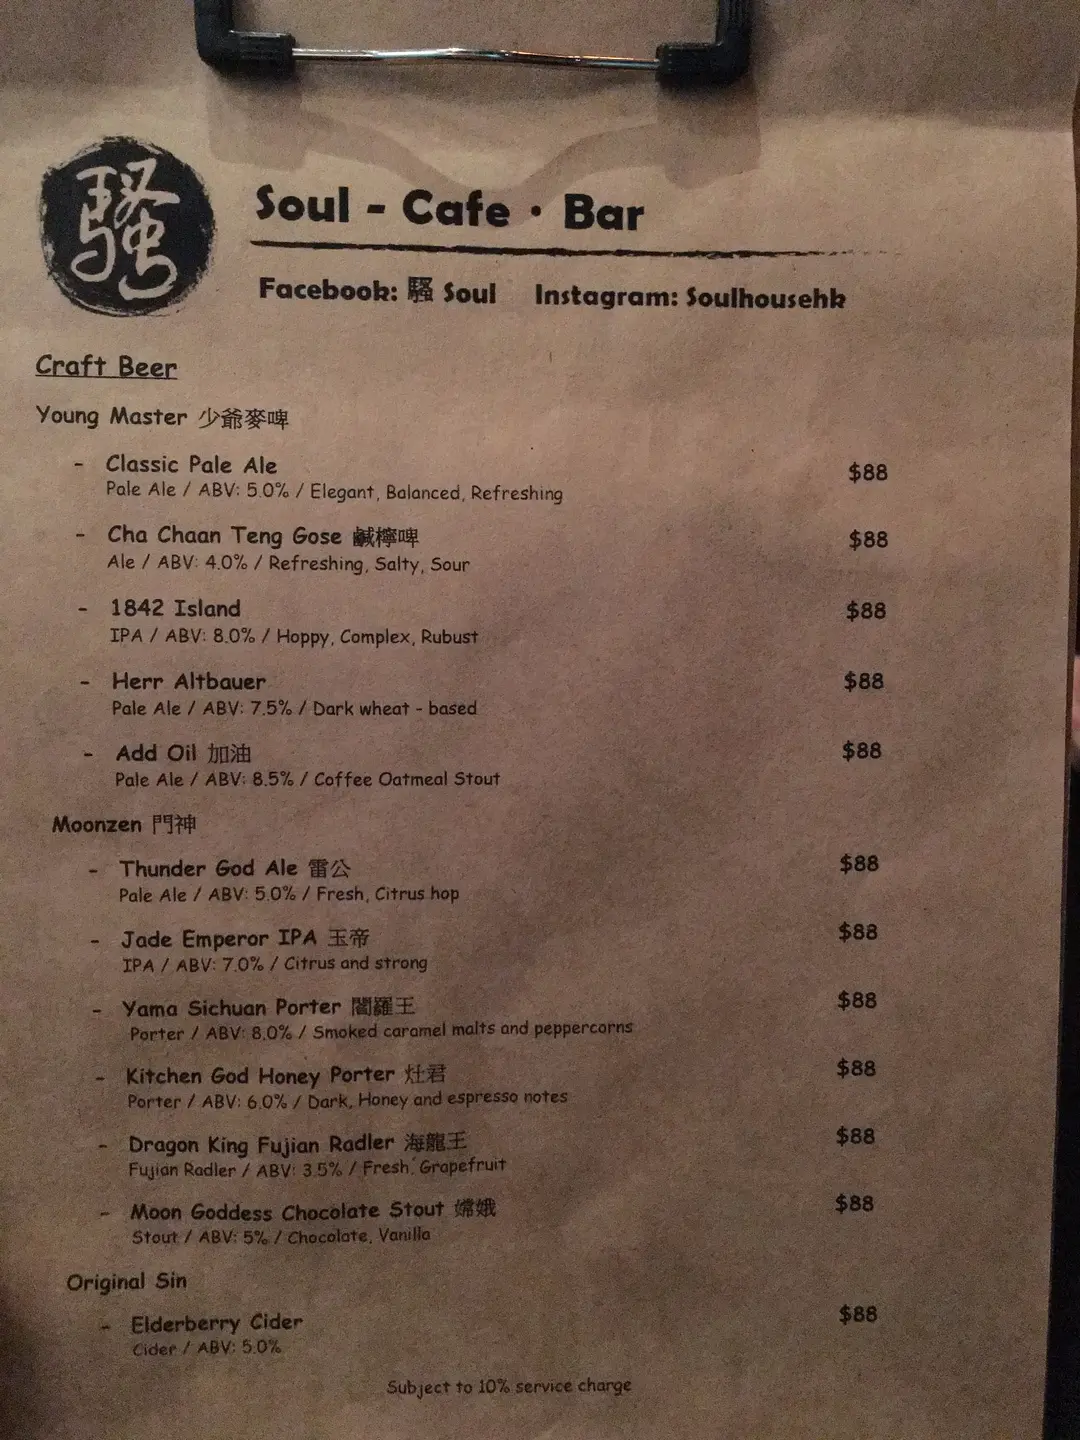 騷
Soul - Cafe · Bar
Facebook: 騷 Soul Instagram: Soulhousehk
Craft Beer
Young Master 少爺麥啤
- Classic Pale Ale $88
Pale Ale / ABV: 5.0% / Elegant, Balanced, Refreshing
- Cha Chaan Teng Gose 鹹檸啤 $88
Ale / ABV: 4.0% / Refreshing, Salty, Sour
- 1842 Island $88
IPA / ABV: 8.0% / Hoppy, Complex, Rubust
- Herr Altbauer $88
Pale Ale / ABV: 7.5% / Dark wheat - based
- Add Oil 加油 $88
Pale Ale / ABV: 8.5% / Coffee Oatmeal Stout
Moonzen 門神
- Thunder God Ale 雷公 $88
Pale Ale / ABV: 5.0% / Fresh, Citrus hop
- Jade Emperor IPA 玉帝 $88
IPA / ABV: 7.0% / Citrus and strong
- Yama Sichuan Porter 閻羅王 $88
Porter / ABV: 8.0% / Smoked caramel malts and peppercorns
- Kitchen God Honey Porter 灶君 $88
Porter / ABV: 6.0% / Dark, Honey and espresso notes
- Dragon King Fujian Radler 海龍王 $88
Fujian Radler / ABV: 3.5% / Fresh, Grapefruit
- Moon Goddess Chocolate Stout 嫦娥 $88
Stout / ABV: 5% / Chocolate, Vanilla
Original Sin
- Elderberry Cider $88
Cider / ABV: 5.0%
Subject to 10% service charge